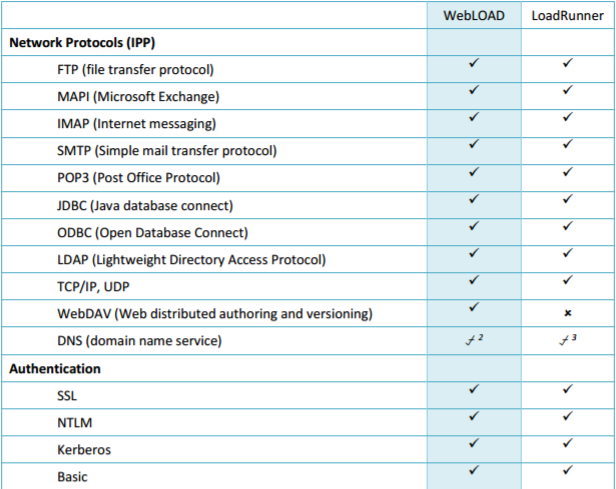 WebLOAD LoadRunner
Network Protocols (IPP)
FTP (file transfer protocol) ✓ ✓
MAPI (Microsoft Exchange) ✓ ✓
IMAP (Internet messaging) ✓ ✓
SMTP (Simple mail transfer protocol) ✓ ✓
POP3 (Post Office Protocol) ✓ ✓
JDBC (Java database connect) ✓ ✓
ODBC (Open Database Connect) ✓ ✓
LDAP (Lightweight Directory Access Protocol) ✓ ✓
TCP/IP, UDP ✓ ✓
WebDAV (Web distributed authoring and versioning) ✓ ✗
DNS (domain name service) ✓̶ ² ✓̶ ³
Authentication
SSL ✓ ✓
NTLM ✓ ✓
Kerberos ✓ ✓
Basic ✓ ✓